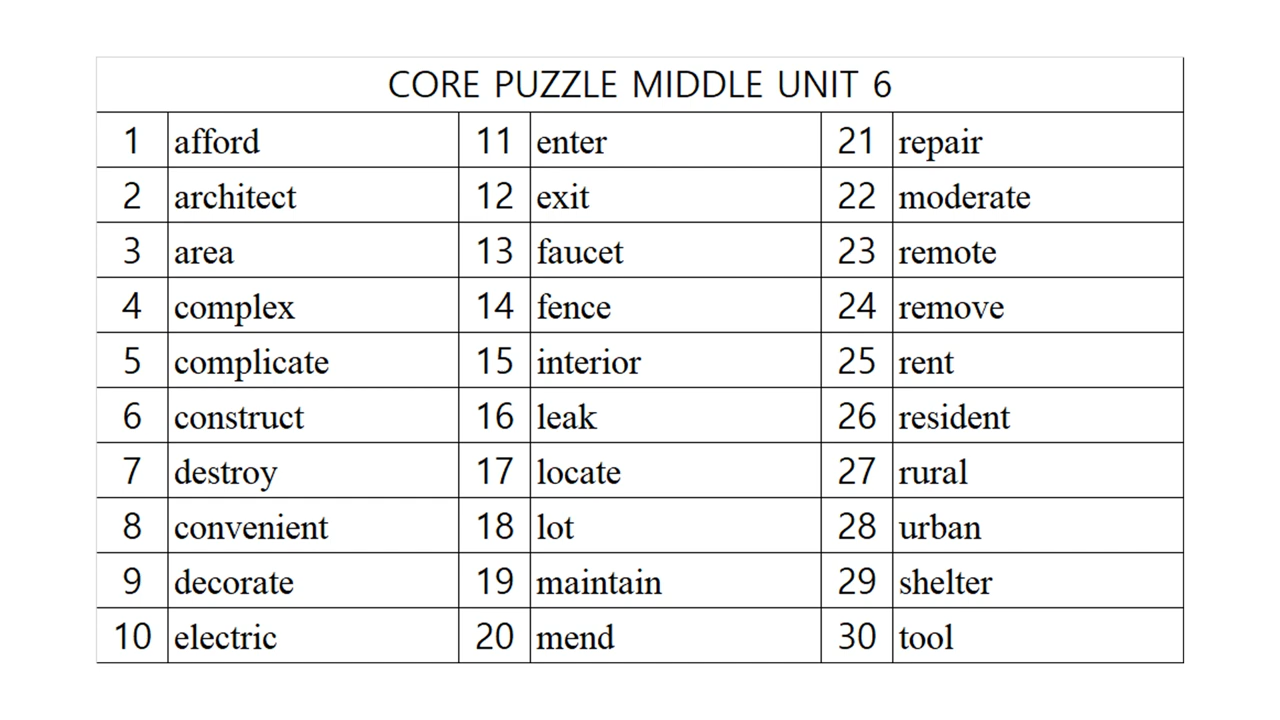 CORE PUZZLE MIDDLE UNIT 6
1 afford 11 enter 21 repair
2 architect 12 exit 22 moderate
3 area 13 faucet 23 remote
4 complex 14 fence 24 remove
5 complicate 15 interior 25 rent
6 construct 16 leak 26 resident
7 destroy 17 locate 27 rural
8 convenient 18 lot 28 urban
9 decorate 19 maintain 29 shelter
10 electric 20 mend 30 tool